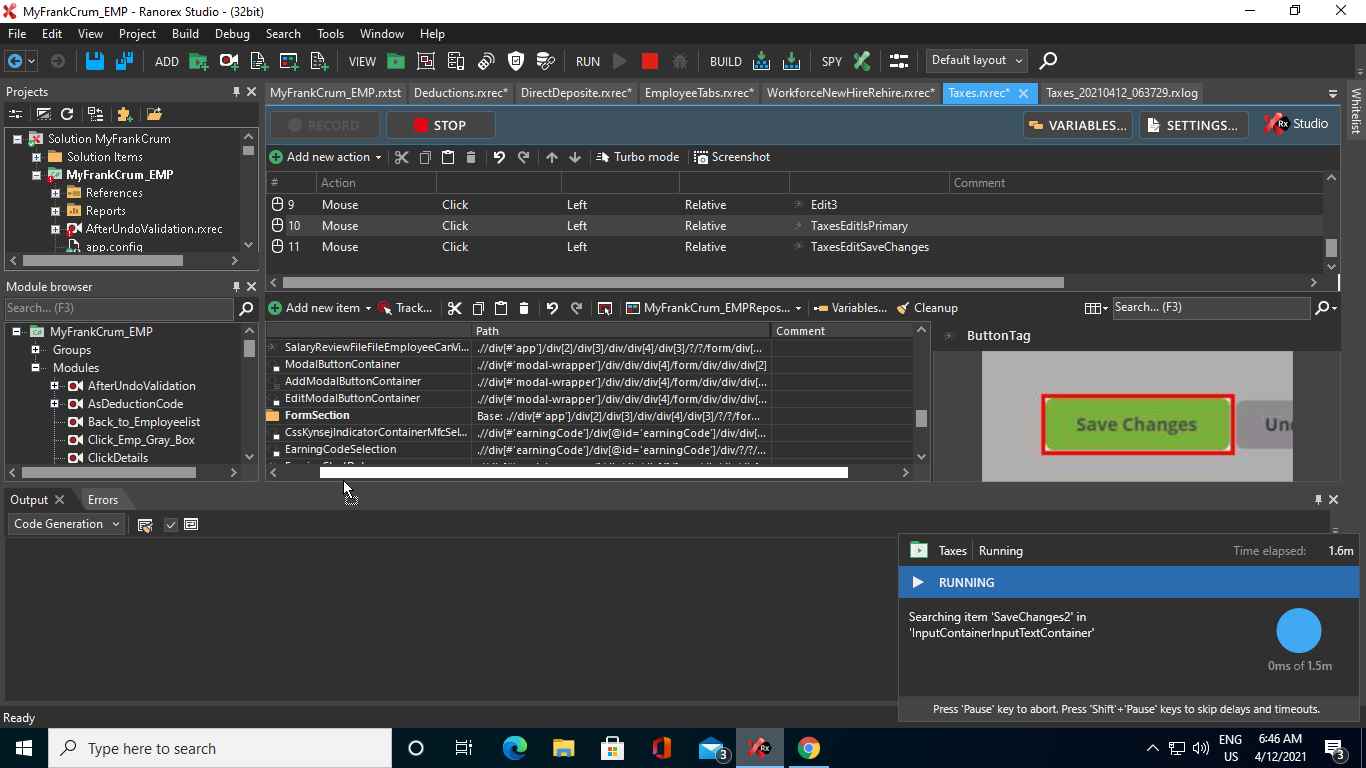 MyFrankCrum_EMP - Ranorex Studio - (32bit)
File Edit View Project Build Debug Search Tools Window Help
ADD VIEW RUN BUILD SPY Default layout
Projects
Solution MyFrankCrum
Solution Items
MyFrankCrum_EMP
References
Reports
AfterUndoValidation.rxrec
app.config
Module browser
Search... (F3)
MyFrankCrum_EMP
Groups
Modules
AfterUndoValidation
AsDeductionCode
Back_to_Employeelist
Click_Emp_Gray_Box
ClickDetails
MyFrankCrum_EMP.rxtst Deductions.rxrec* DirectDeposite.rxrec* EmployeeTabs.rxrec* WorkforceNewHireRehire.rxrec* Taxes.rxrec* Taxes_20210412_063729.rxlog
Whitelist
RECORD STOP VARIABLES... SETTINGS... Rx Studio
Add new action Turbo mode Screenshot
# Action Comment
9 Mouse Click Left Relative Edit3
10 Mouse Click Left Relative TaxesEditIsPrimary
11 Mouse Click Left Relative TaxesEditSaveChanges
Add new item Track... MyFrankCrum_EMPRepos... Variables... Cleanup Search... (F3)
Path Comment
SalaryReviewFileFileEmployeeCanVi... .//div[#'app']/div[2]/div[3]/div/div[4]/div[3]/?/?/form/div[...
ModalButtonContainer .//div[#'modal-wrapper']/div/div/div[4]/form/div/div/div[2]
AddModalButtonContainer .//div[#'modal-wrapper']/div/div/div[4]/form/div/div/div[...
EditModalButtonContainer .//div[#'modal-wrapper']/div/div/div[4]/form/div/div/div[...
FormSection Base: .//div[#'app']/div[2]/div[3]/div/div[4]/div[3]/?/?/for...
CssKynsejIndicatorContainerMfcSel... .//div[#'earningCode']/div[@id='earningCode']/div/div[...
EarningCodeSelection .//div[#'earningCode']/div[@id='earningCode']/div/?/?/...
ButtonTag
Save Changes
Output Errors
Code Generation
Taxes Running Time elapsed: 1.6m
RUNNING
Searching item 'SaveChanges2' in
'InputContainerInputTextContainer'
0ms of 1.5m
Press 'Pause' key to abort. Press 'Shift'+'Pause' keys to skip delays and timeouts.
Ready
Type here to search
3
Rx
ENG
US
6:46 AM
4/12/2021
3